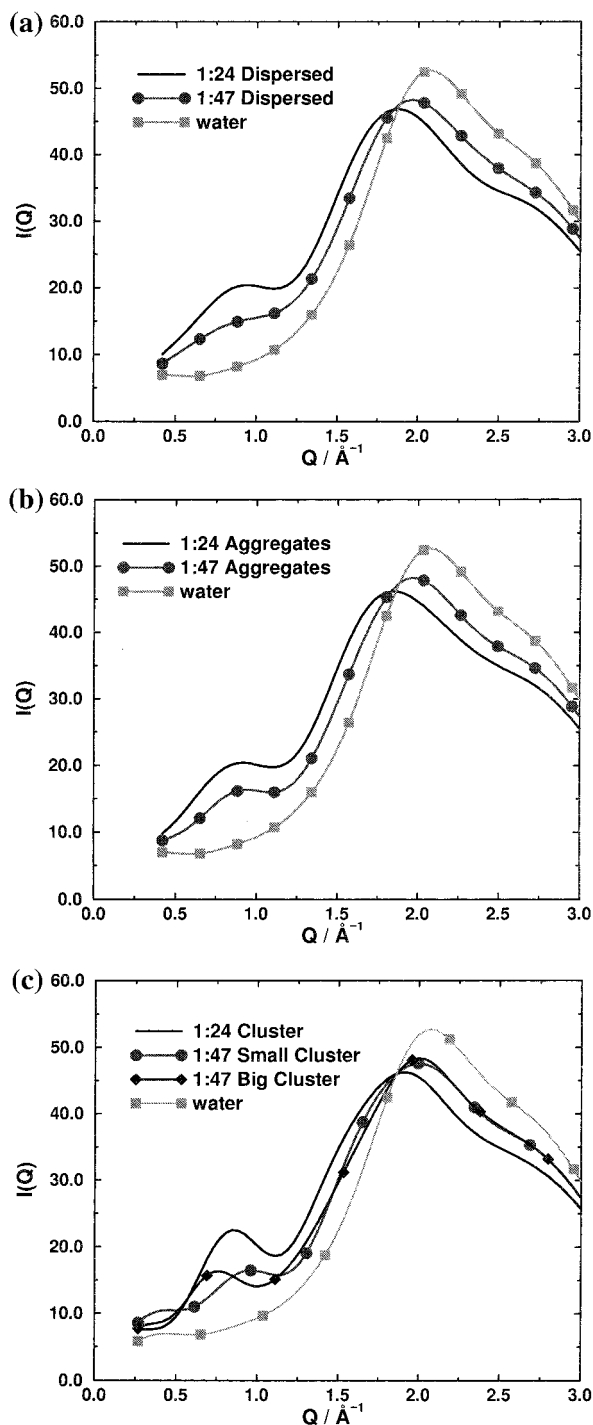 (a)
60.0
50.0
40.0
30.0
20.0
10.0
0.0
I(Q)
1:24 Dispersed
1:47 Dispersed
water
0.0 0.5 1.0 1.5 2.0 2.5 3.0
Q / Å⁻¹
(b)
60.0
50.0
40.0
30.0
20.0
10.0
0.0
I(Q)
1:24 Aggregates
1:47 Aggregates
water
0.0 0.5 1.0 1.5 2.0 2.5 3.0
Q / Å⁻¹
(c)
60.0
50.0
40.0
30.0
20.0
10.0
0.0
I(Q)
1:24 Cluster
1:47 Small Cluster
1:47 Big Cluster
water
0.0 0.5 1.0 1.5 2.0 2.5 3.0
Q / Å⁻¹